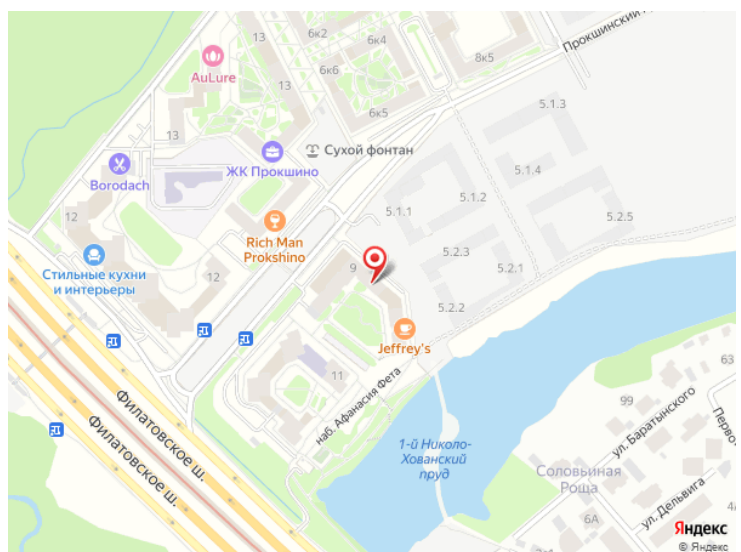 6к2
13
6к4
13
AuLure
6к6
8к5
Прокшинский
6к5
5.1.3
13
Сухой фонтан
ЖК Прокшино
Borodach
5.1.4
5.1.2
5.1.1
5.2.5
12
Rich Man
Prokshino
5.2.3
9
5.2.1
Стильные кухни
и интерьеры
12
5.2.2
Jeffrey's
63
11
наб. Афанасия Фета
99
ул. Баратынского
Филатовское ш.
Филатовское ш.
1-й Николо-
Хованский
пруд
Соловьиная
Роща
ул. Дельвига
6А
Яндекс
© Яндекс